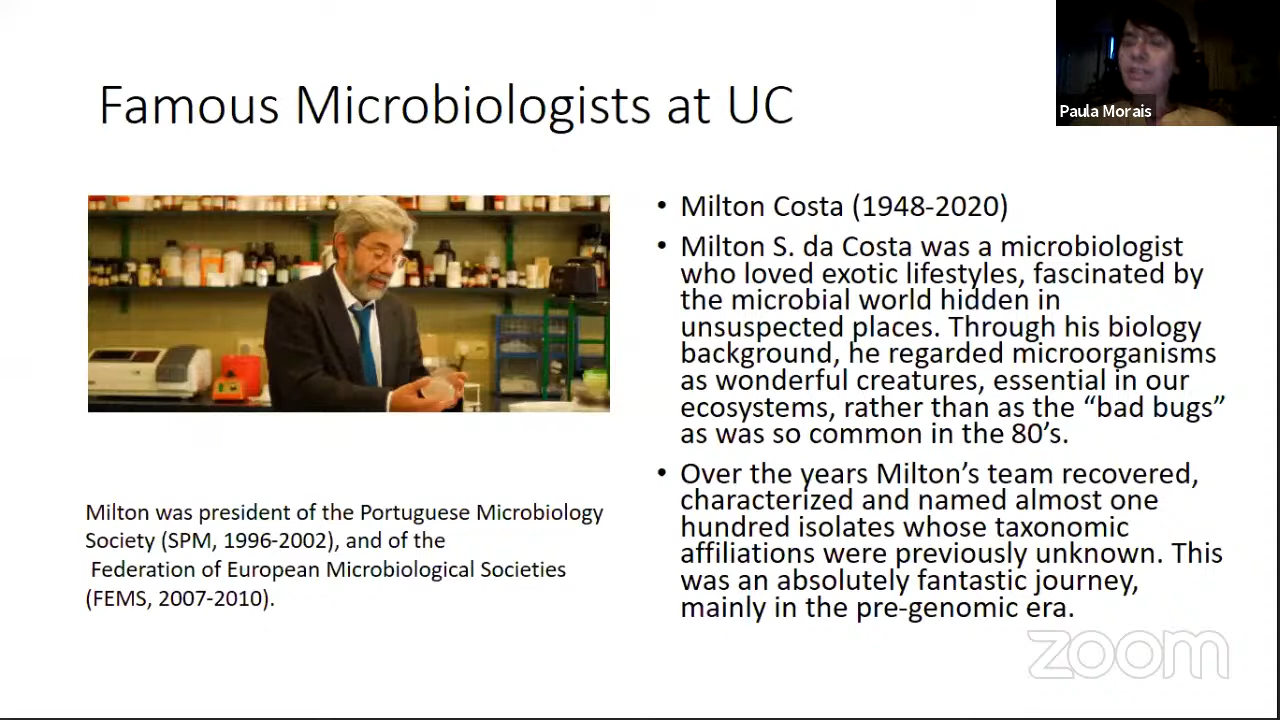 Famous Microbiologists at UC
Paula Morais
• Milton Costa (1948-2020)
• Milton S. da Costa was a microbiologist
who loved exotic lifestyles, fascinated by
the microbial world hidden in
unsuspected places. Through his biology
background, he regarded microorganisms
as wonderful creatures, essential in our
ecosystems, rather than as the “bad bugs”
as was so common in the 80’s.
• Over the years Milton’s team recovered,
characterized and named almost one
hundred isolates whose taxonomic
affiliations were previously unknown. This
was an absolutely fantastic journey,
mainly in the pre-genomic era.
Milton was president of the Portuguese Microbiology
Society (SPM, 1996-2002), and of the
Federation of European Microbiological Societies
(FEMS, 2007-2010).
zoom